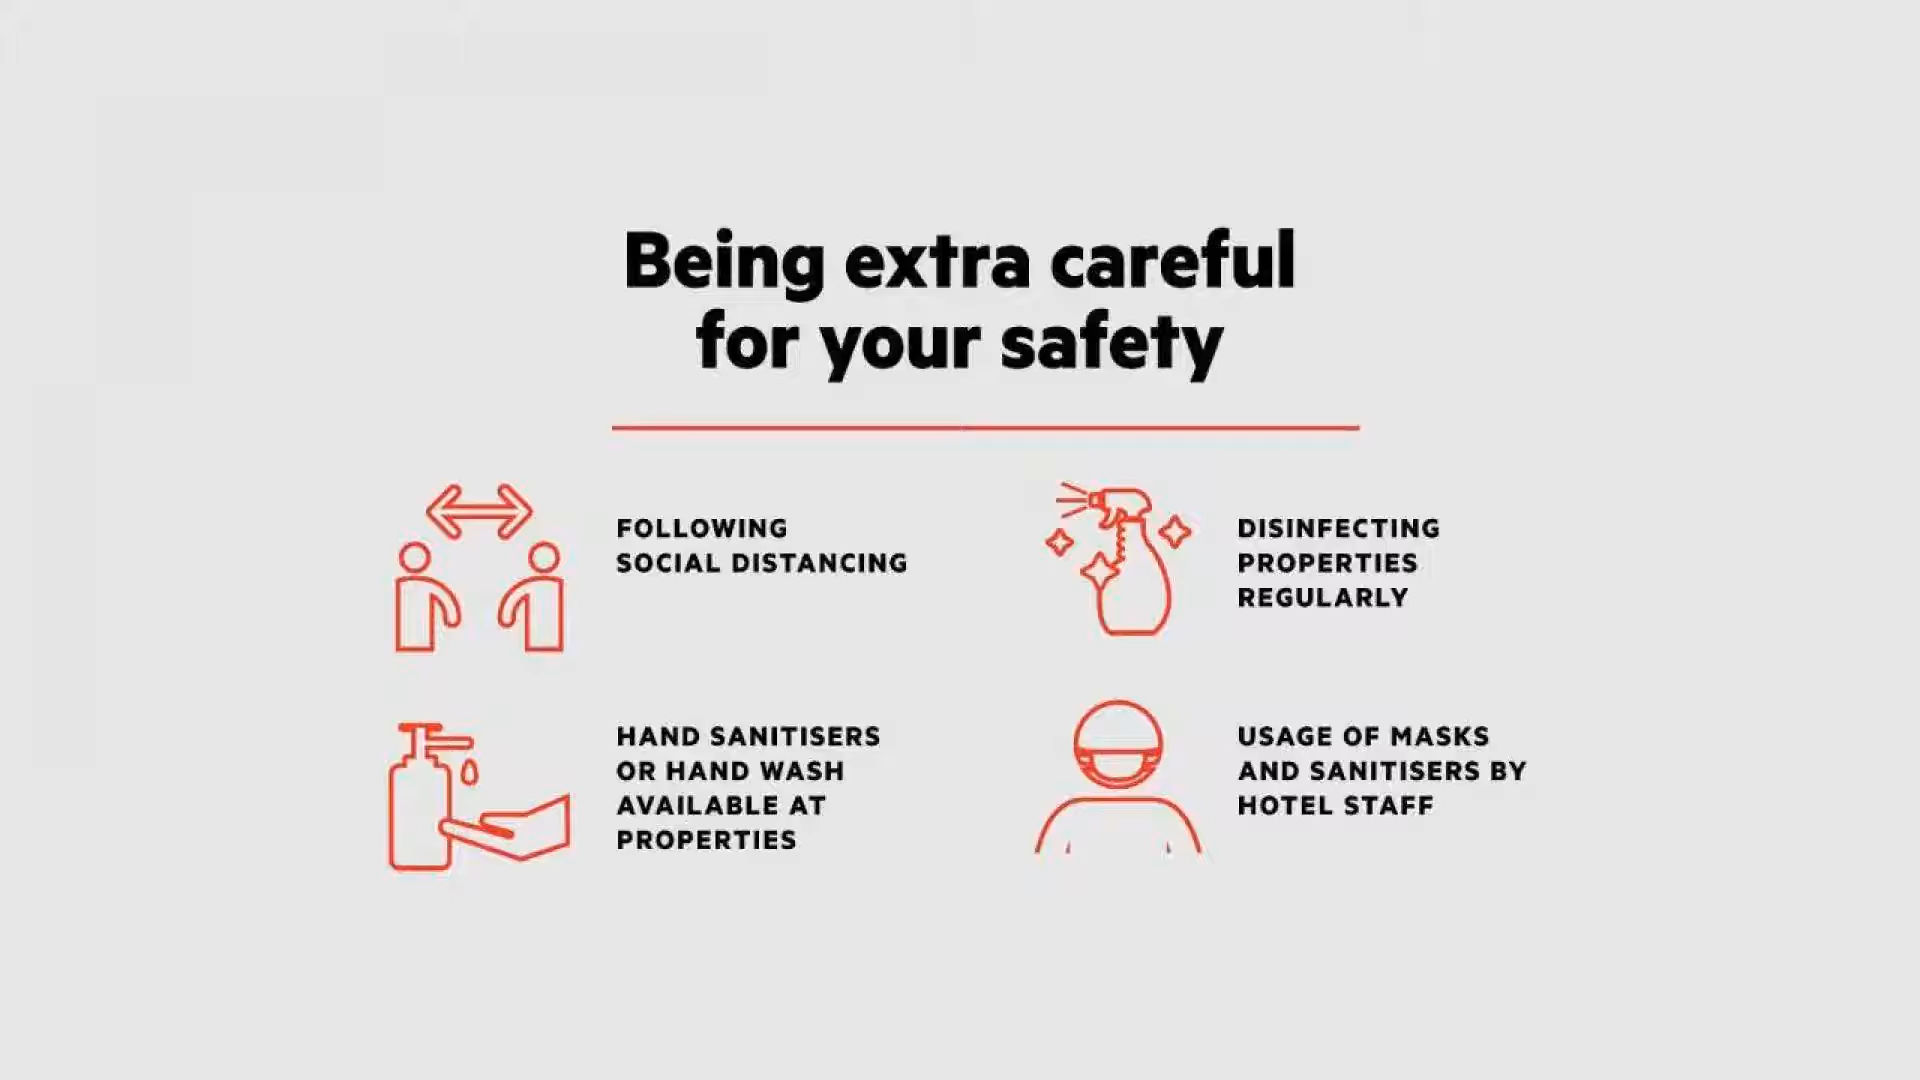 Being extra careful
for your safety
FOLLOWING
SOCIAL DISTANCING
DISINFECTING
PROPERTIES
REGULARLY
HAND SANITISERS
OR HAND WASH
AVAILABLE AT
PROPERTIES
USAGE OF MASKS
AND SANITISERS BY
HOTEL STAFF